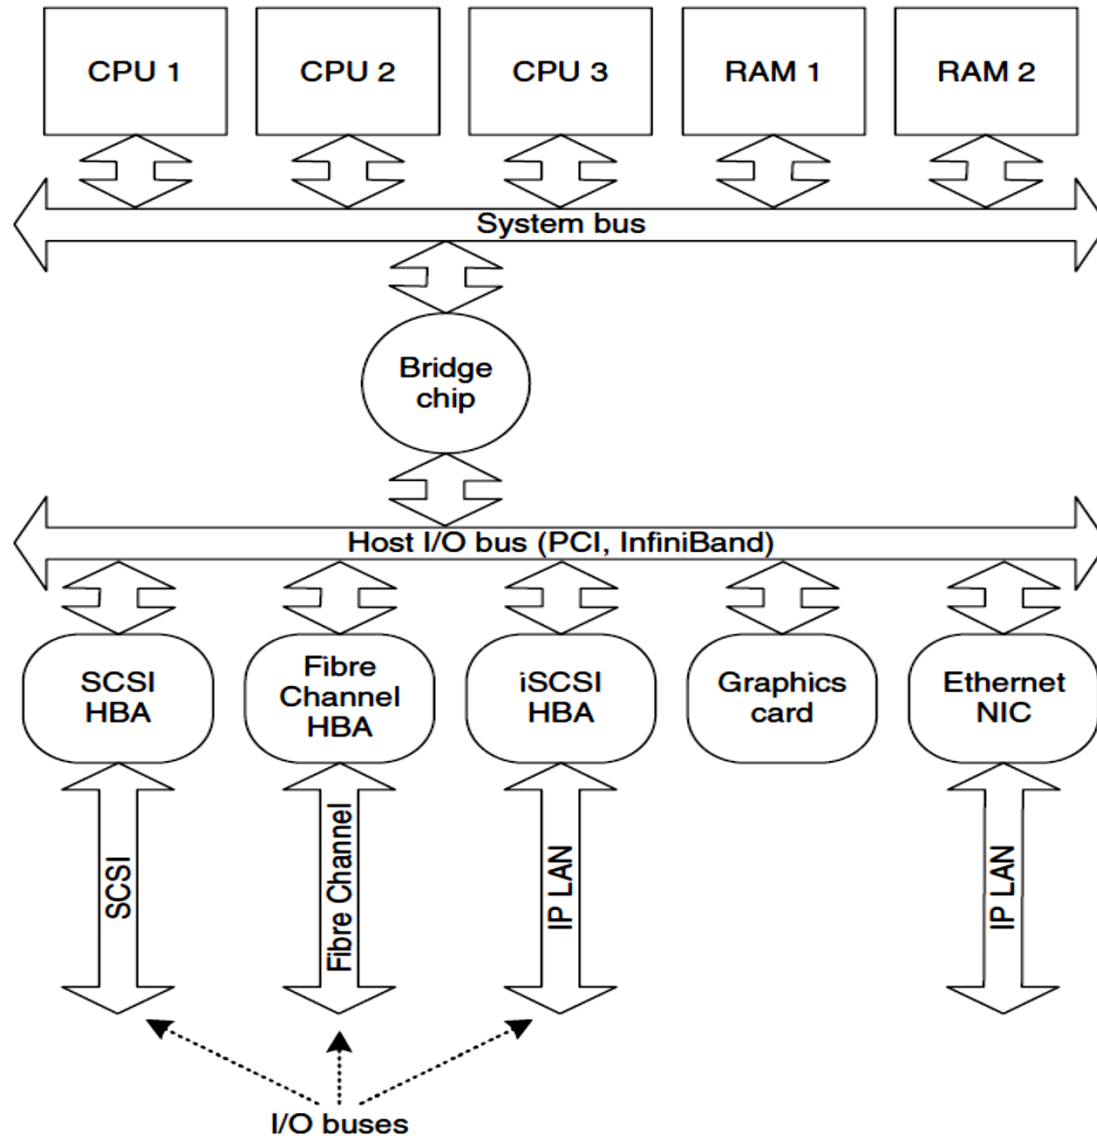 CPU 1
CPU 2
CPU 3
RAM 1
RAM 2
System bus
Bridge
chip
Host I/O bus (PCI, InfiniBand)
SCSI
HBA
Fibre
Channel
HBA
iSCSI
HBA
Graphics
card
Ethernet
NIC
SCSI
Fibre Channel
IP LAN
IP LAN
I/O buses